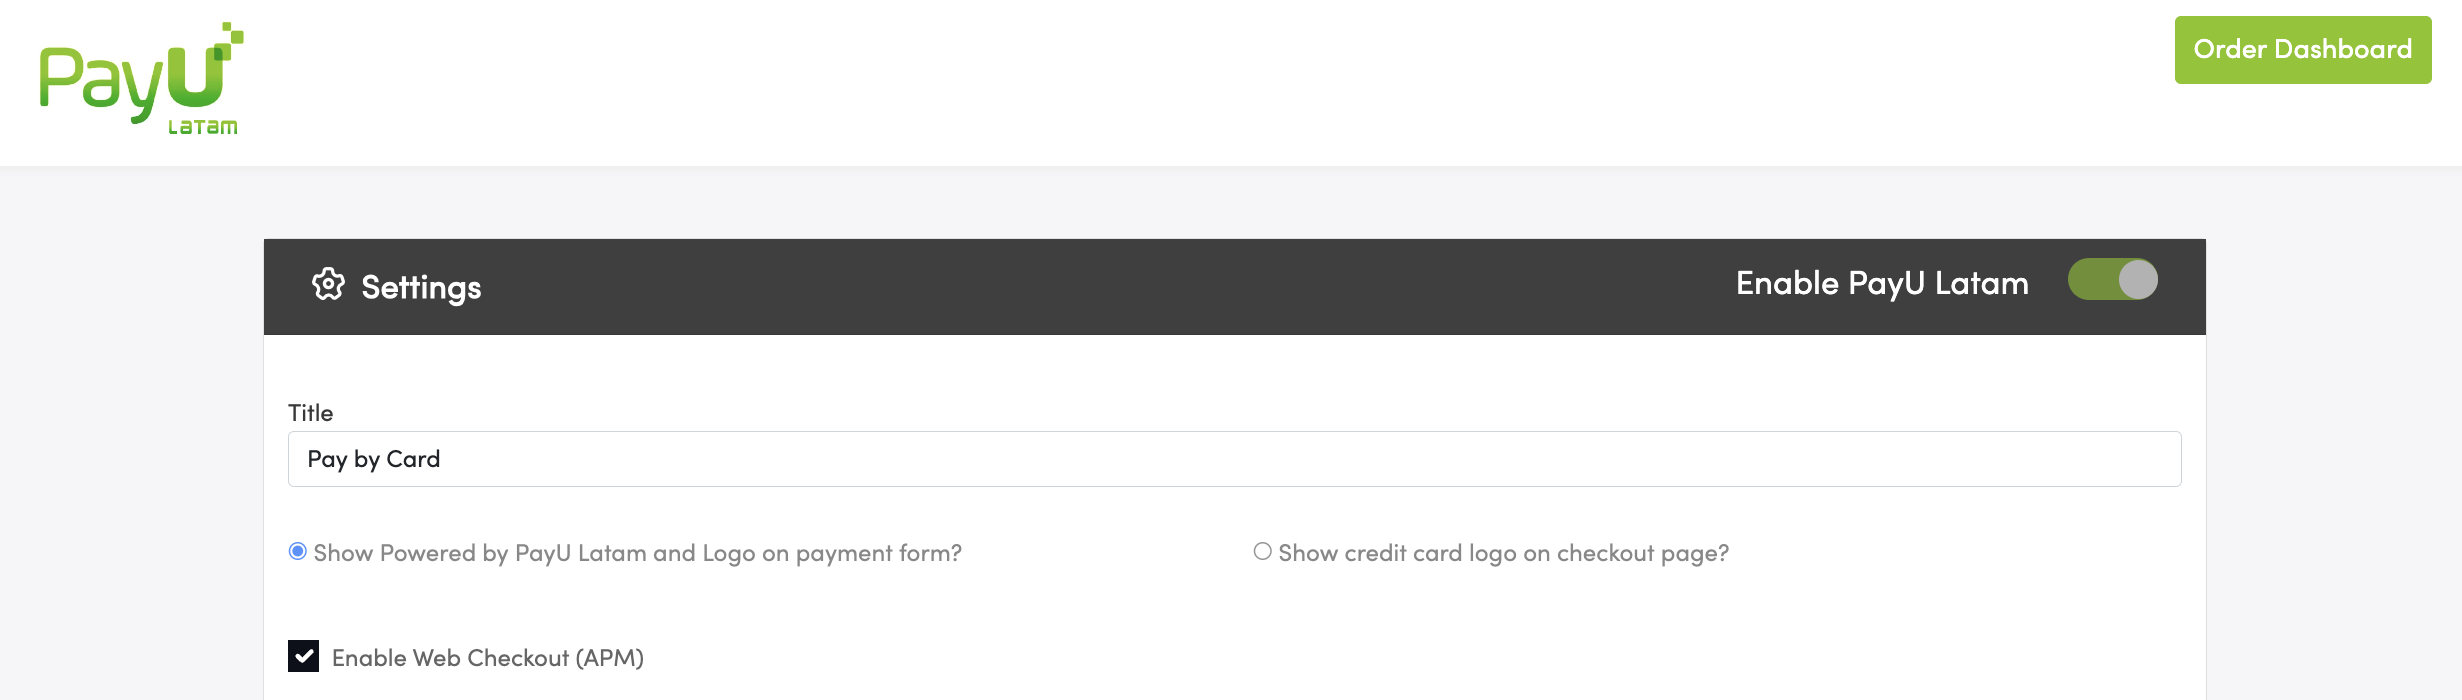 PayU
Latam
Order Dashboard
Settings
Enable PayU Latam
Title
Pay by Card
Show Powered by PayU Latam and Logo on payment form?
Show credit card logo on checkout page?
Enable Web Checkout (APM)